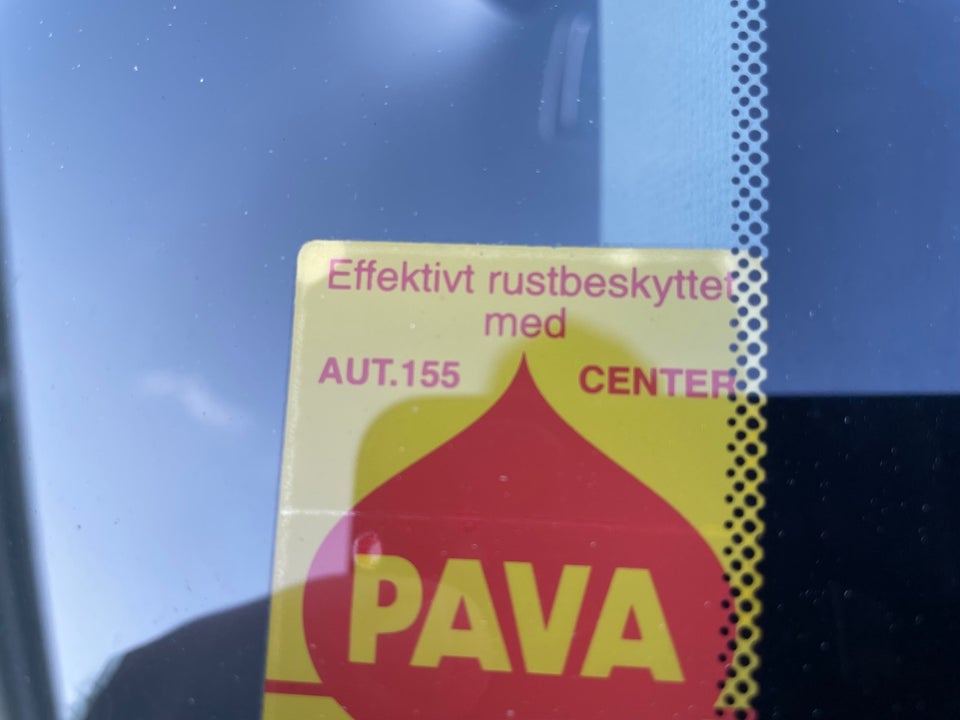 Effektivt rustbeskyttet
med
AUT.155 CENTER
PAVA